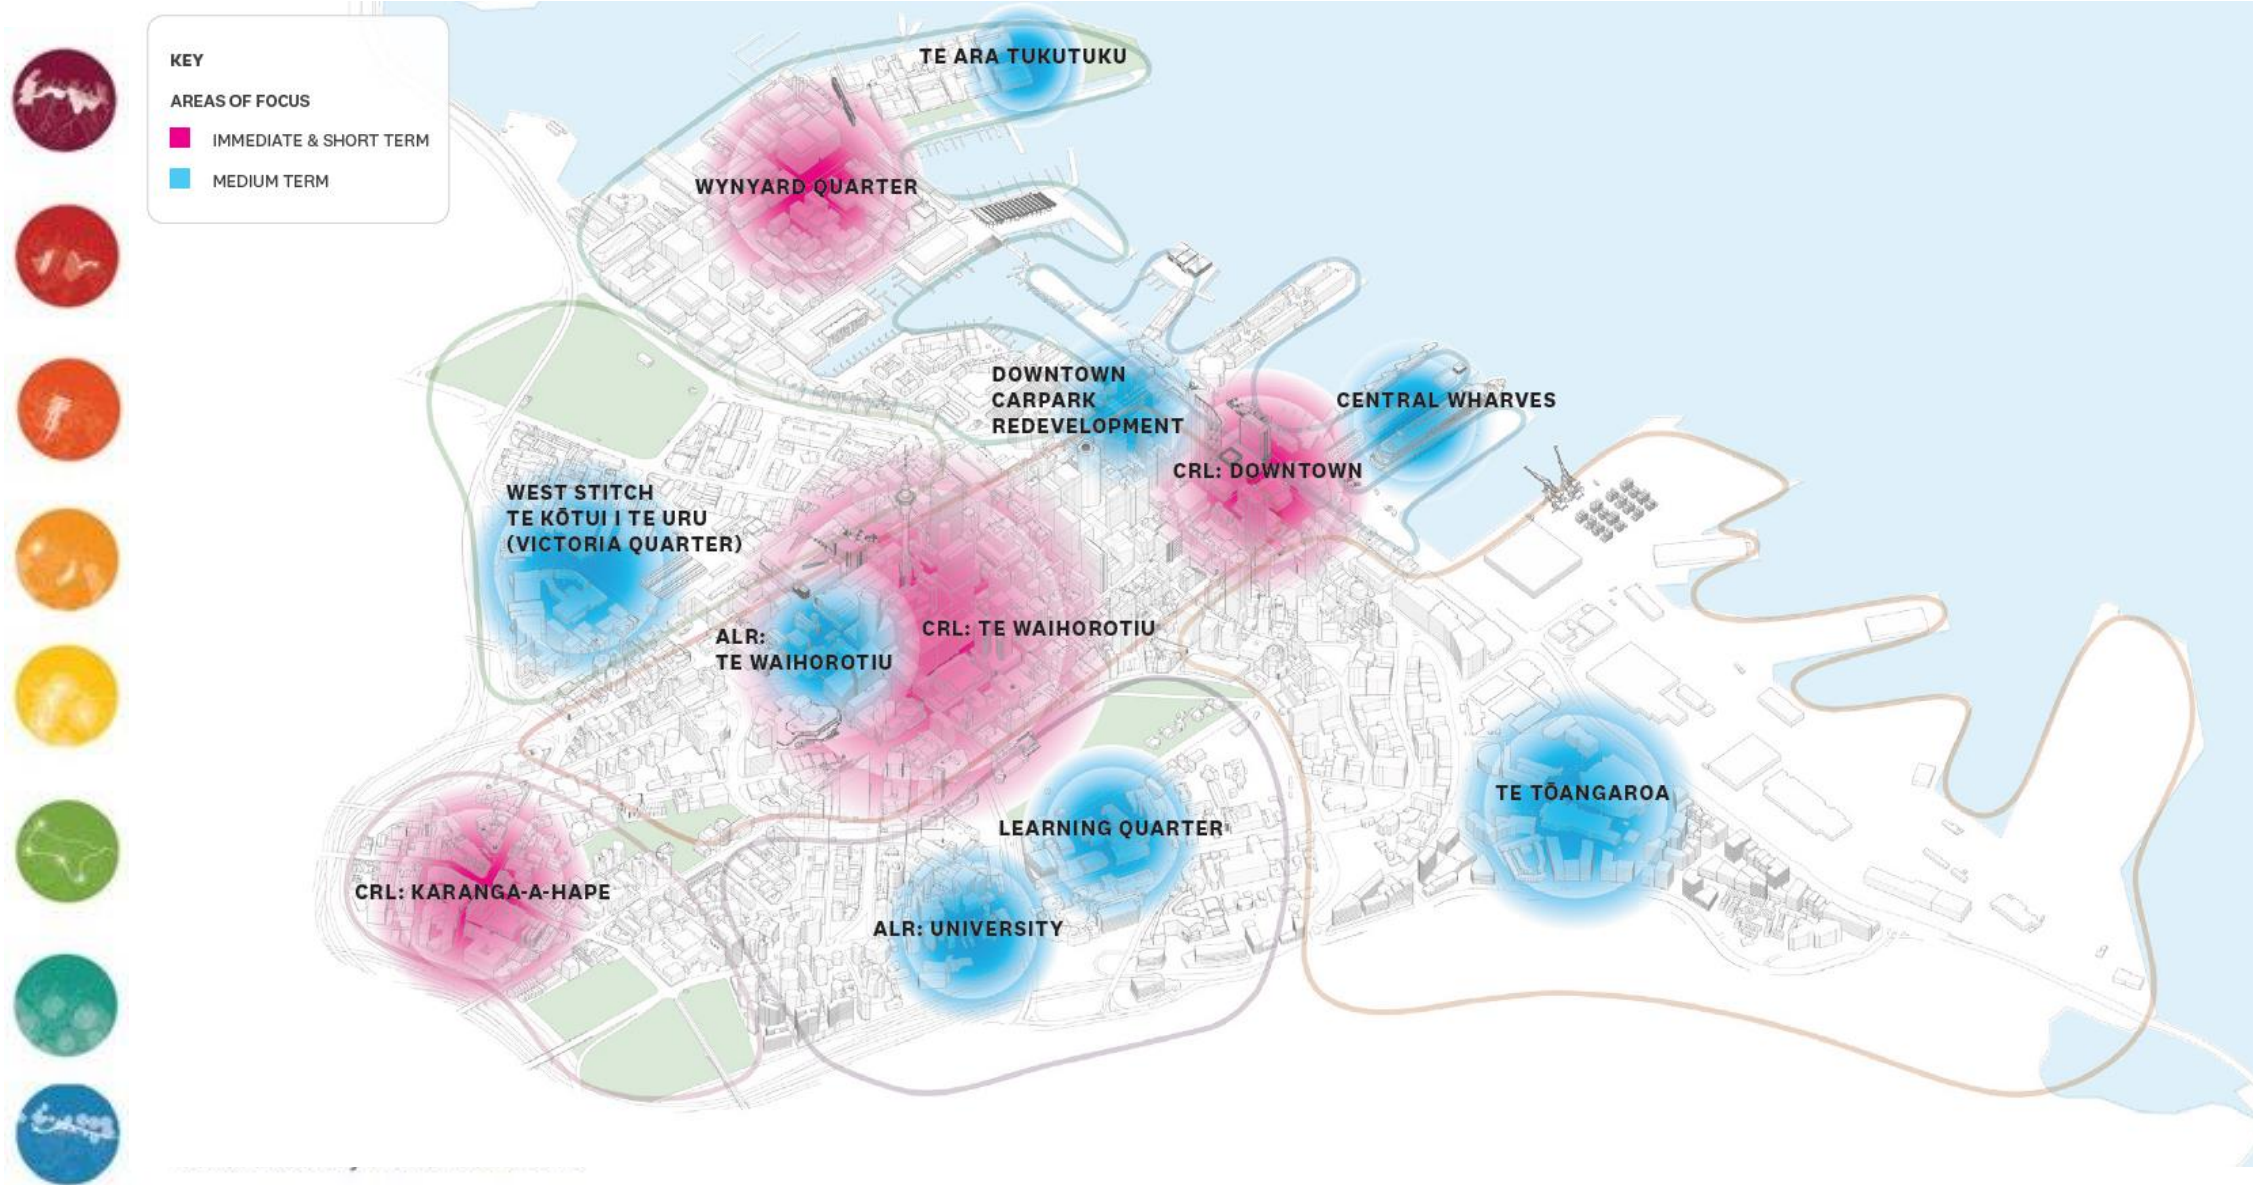 KEY
AREAS OF FOCUS
IMMEDIATE & SHORT TERM
MEDIUM TERM
TE ARA TUKUTUKU
WYNYARD QUARTER
DOWNTOWN
CARPARK
REDEVELOPMENT
CENTRAL WHARVES
CRL: DOWNTOWN
WEST STITCH
TE KŌTUI I TE URU
(VICTORIA QUARTER)
ALR:
TE WAIHOROTIU
CRL: TE WAIHOROTIU
TE TŌANGAROA
LEARNING QUARTER
CRL: KARANGA-A-HAPE
ALR: UNIVERSITY